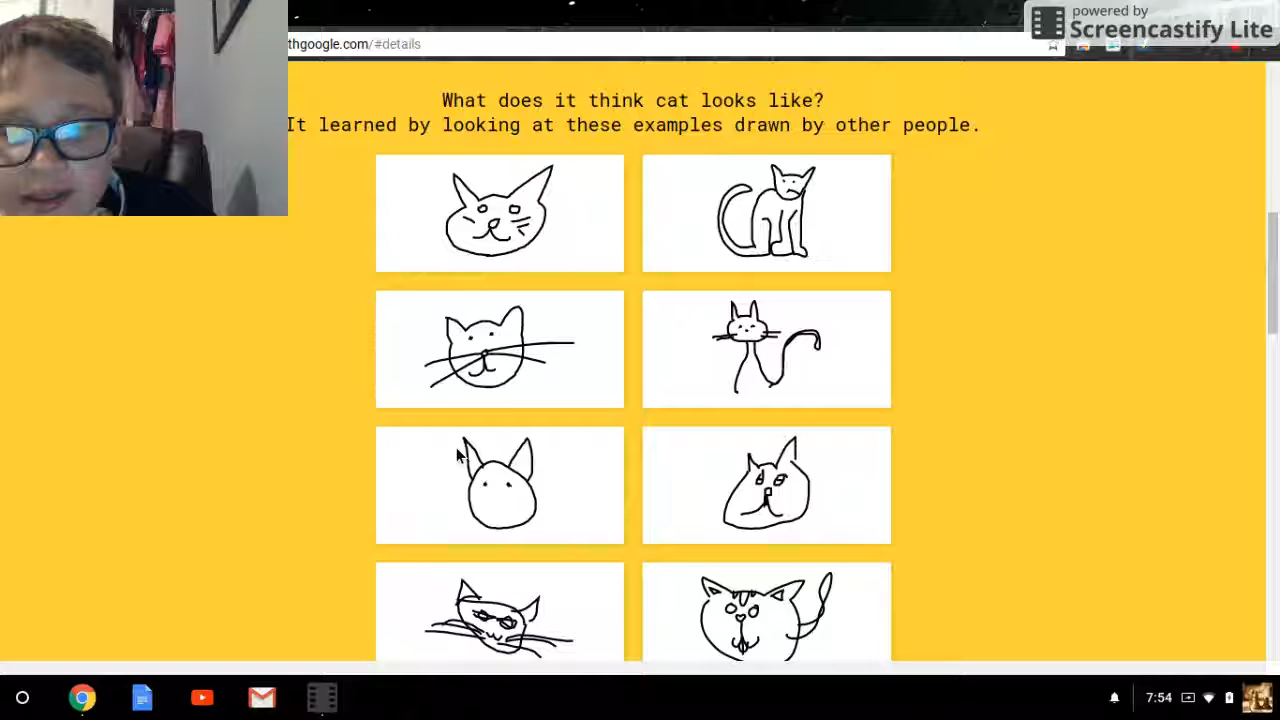 powered by
Screencastify Lite
thgoogle.com/#details
What does it think cat looks like?
It learned by looking at these examples drawn by other people.
7:54